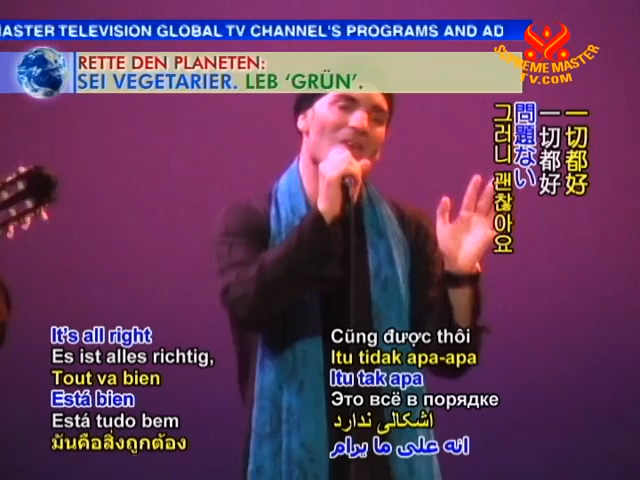 MASTER TELEVISION GLOBAL TV CHANNEL'S PROGRAMS AND AD
SUPREME MASTER
TV.COM
RETTE DEN PLANETEN:
SEI VEGETARIER. LEB ‘GRÜN’.
一切都好
一切都好
問題ない
그러니 괜찮아요
It's all right
Es ist alles richtig,
Tout va bien
Está bien
Está tudo bem
มันคือสิ่งถูกต้อง
Cũng được thôi
Itu tidak apa-apa
Itu tak apa
Это всё в порядке
اشکالی ندارد
انه على ما يرام